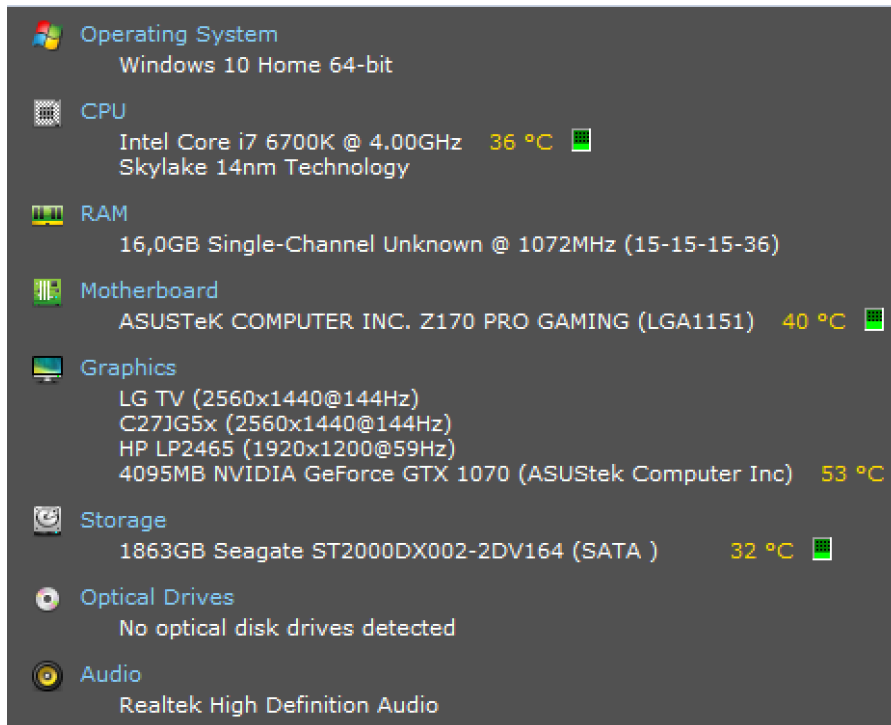 Operating System
Windows 10 Home 64-bit
CPU
Intel Core i7 6700K @ 4.00GHz 36 °C
Skylake 14nm Technology
RAM
16,0GB Single-Channel Unknown @ 1072MHz (15-15-15-36)
Motherboard
ASUSTeK COMPUTER INC. Z170 PRO GAMING (LGA1151) 40 °C
Graphics
LG TV (2560x1440@144Hz)
C27JG5x (2560x1440@144Hz)
HP LP2465 (1920x1200@59Hz)
4095MB NVIDIA GeForce GTX 1070 (ASUStek Computer Inc) 53 °C
Storage
1863GB Seagate ST2000DX002-2DV164 (SATA ) 32 °C
Optical Drives
No optical disk drives detected
Audio
Realtek High Definition Audio